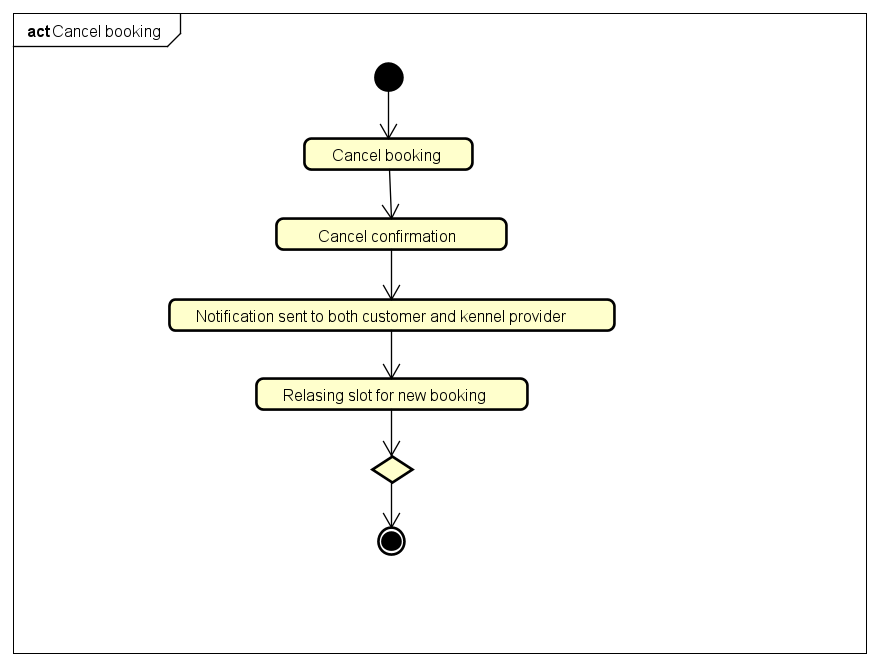 act Cancel booking
Cancel booking
Cancel confirmation
Notification sent to both customer and kennel provider
Relasing slot for new booking